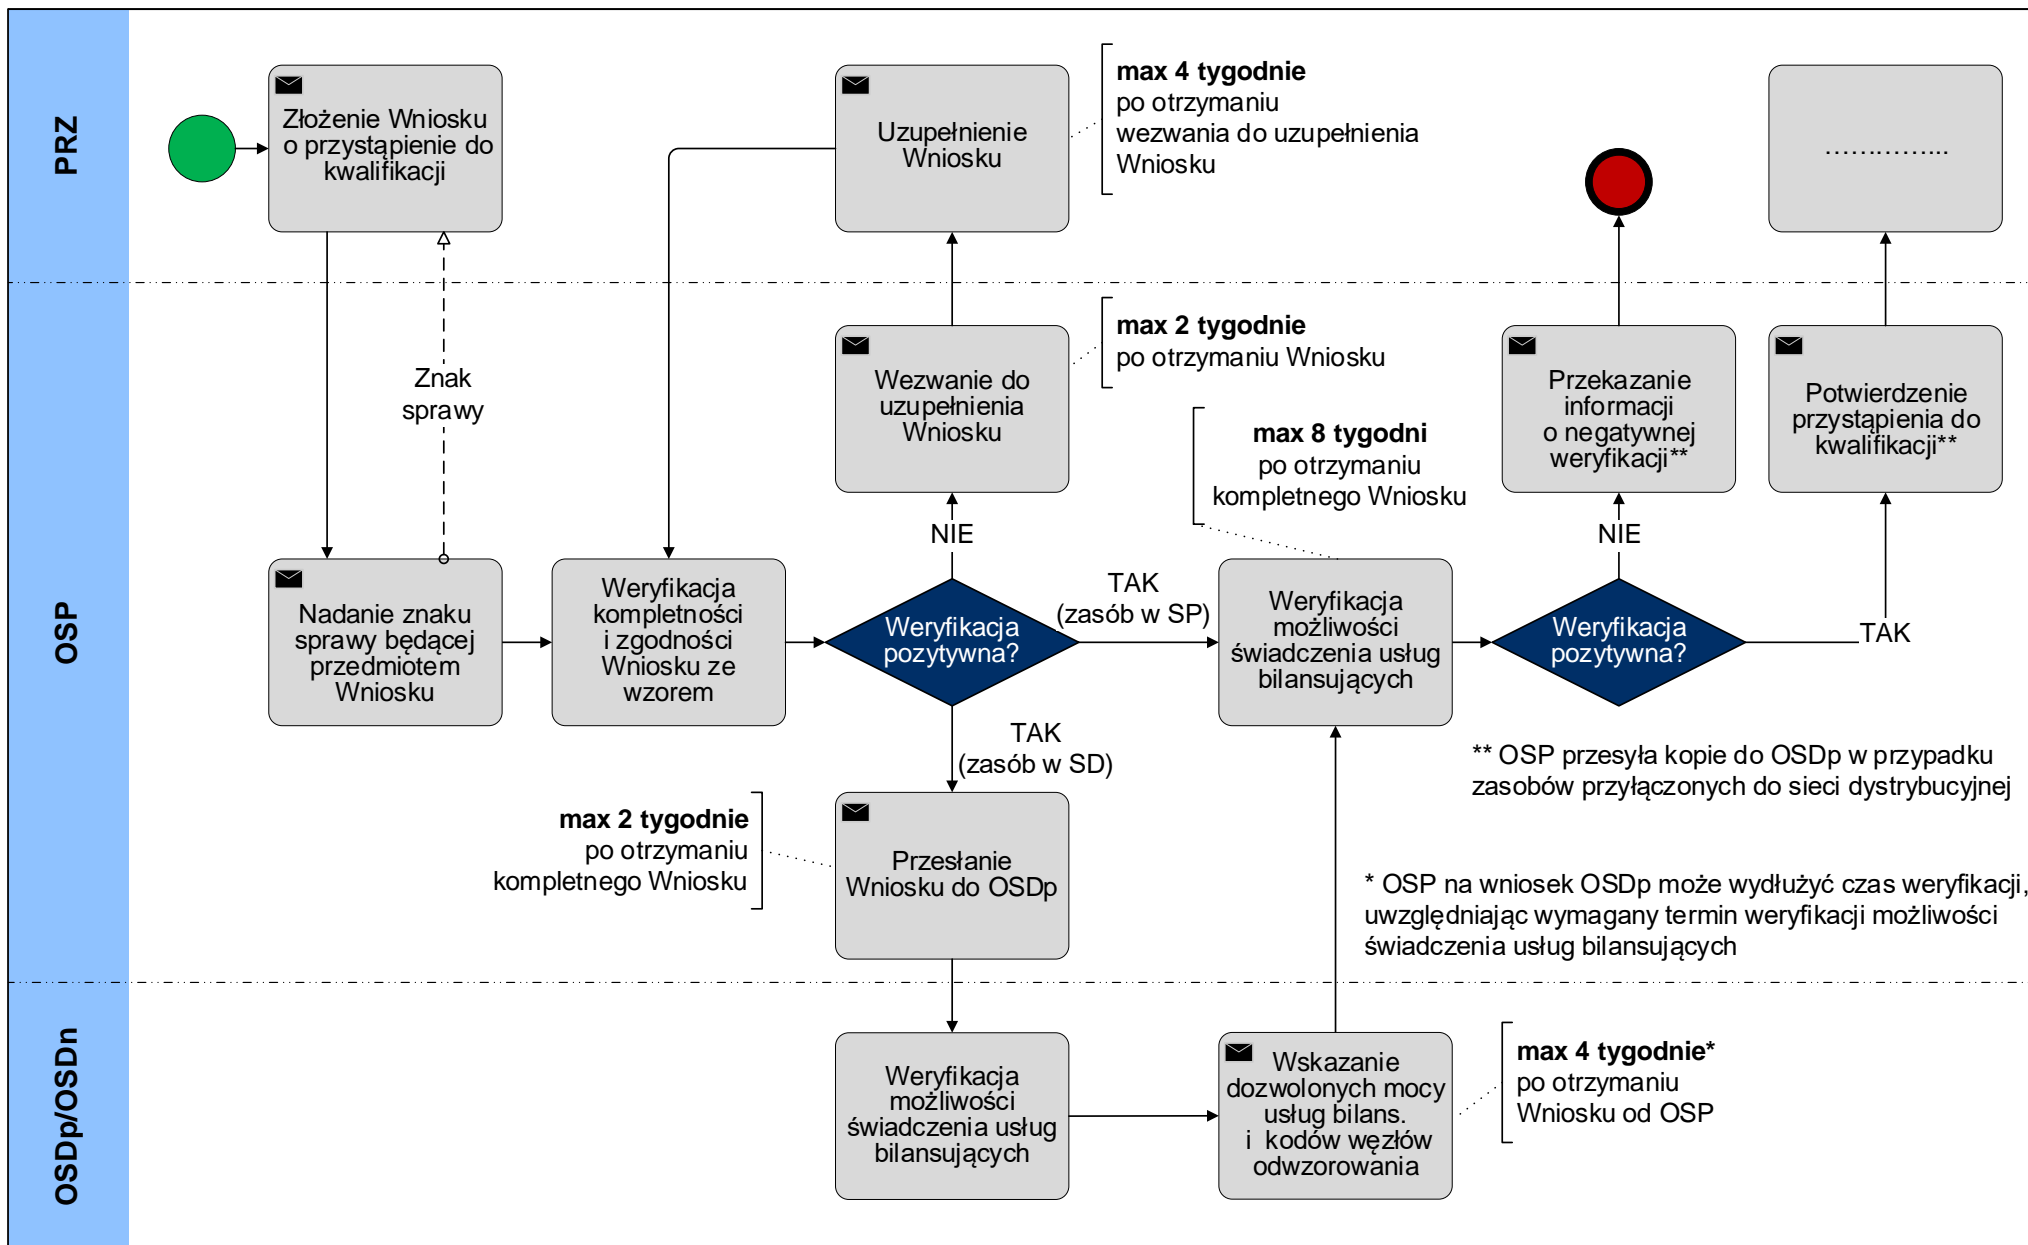 PRZ
Złożenie Wniosku
o przystąpienie do
kwalifikacji
Uzupełnienie
Wniosku
max 4 tygodnie
po otrzymaniu
wezwania do uzupełnienia
Wniosku
...............
OSP
Znak
sprawy
Wezwanie do
uzupełnienia
Wniosku
max 2 tygodnie
po otrzymaniu Wniosku
max 8 tygodni
po otrzymaniu
kompletnego Wniosku
Przekazanie
informacji
o negatywnej
weryfikacji**
Potwierdzenie
przystąpienia do
kwalifikacji**
NIE
NIE
Nadanie znaku
sprawy będącej
przedmiotem
Wniosku
Weryfikacja
kompletności
i zgodności
Wniosku ze
wzorem
Weryfikacja
pozytywna?
TAK
(zasób w SP)
Weryfikacja
możliwości
świadczenia usług
bilansujących
Weryfikacja
pozytywna?
TAK
TAK
(zasób w SD)
** OSP przesyła kopie do OSDp w przypadku
zasobów przyłączonych do sieci dystrybucyjnej
max 2 tygodnie
po otrzymaniu
kompletnego Wniosku
Przesłanie
Wniosku do OSDp
* OSP na wniosek OSDp może wydłużyć czas weryfikacji,
uwzględniając wymagany termin weryfikacji możliwości
świadczenia usług bilansujących
OSDp/OSDn
Weryfikacja
możliwości
świadczenia usług
bilansujących
Wskazanie
dozwolonych mocy
usług bilans.
i kodów węzłów
odwzorowania
max 4 tygodnie*
po otrzymaniu
Wniosku od OSP